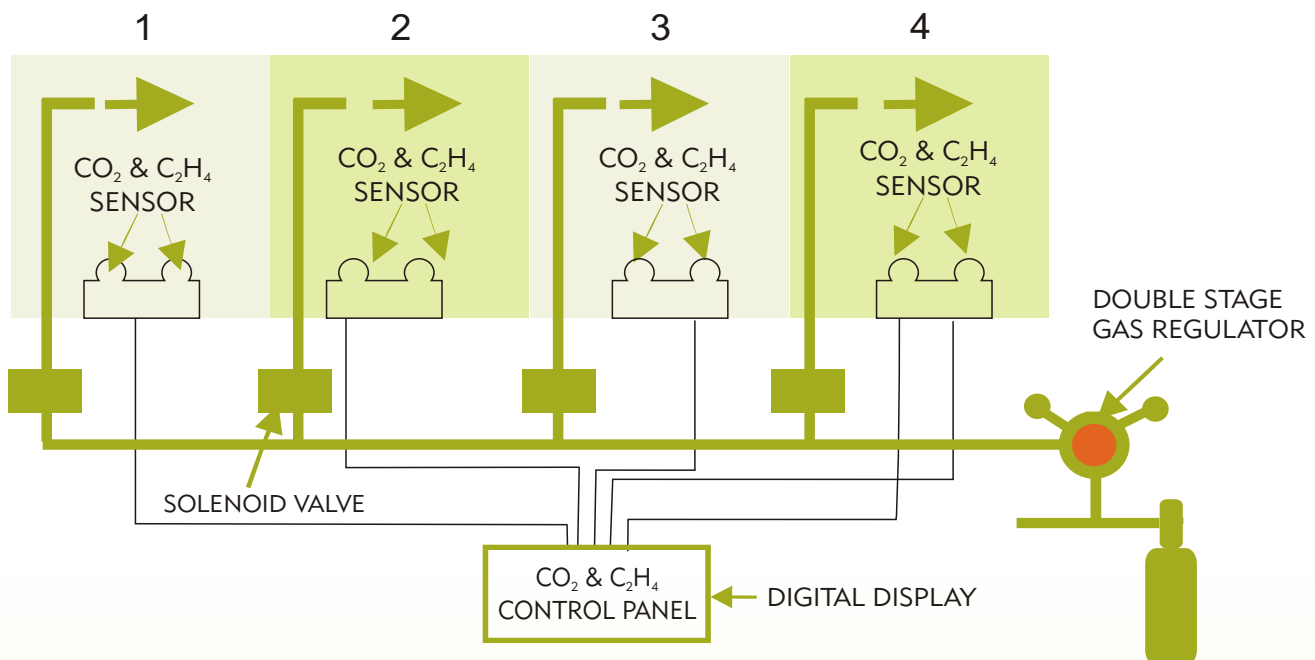 1
2
3
4
CO₂ & C₂H₄
SENSOR
CO₂ & C₂H₄
SENSOR
CO₂ & C₂H₄
SENSOR
CO₂ & C₂H₄
SENSOR
DOUBLE STAGE
GAS REGULATOR
SOLENOID VALVE
CO₂ & C₂H₄
CONTROL PANEL
DIGITAL DISPLAY